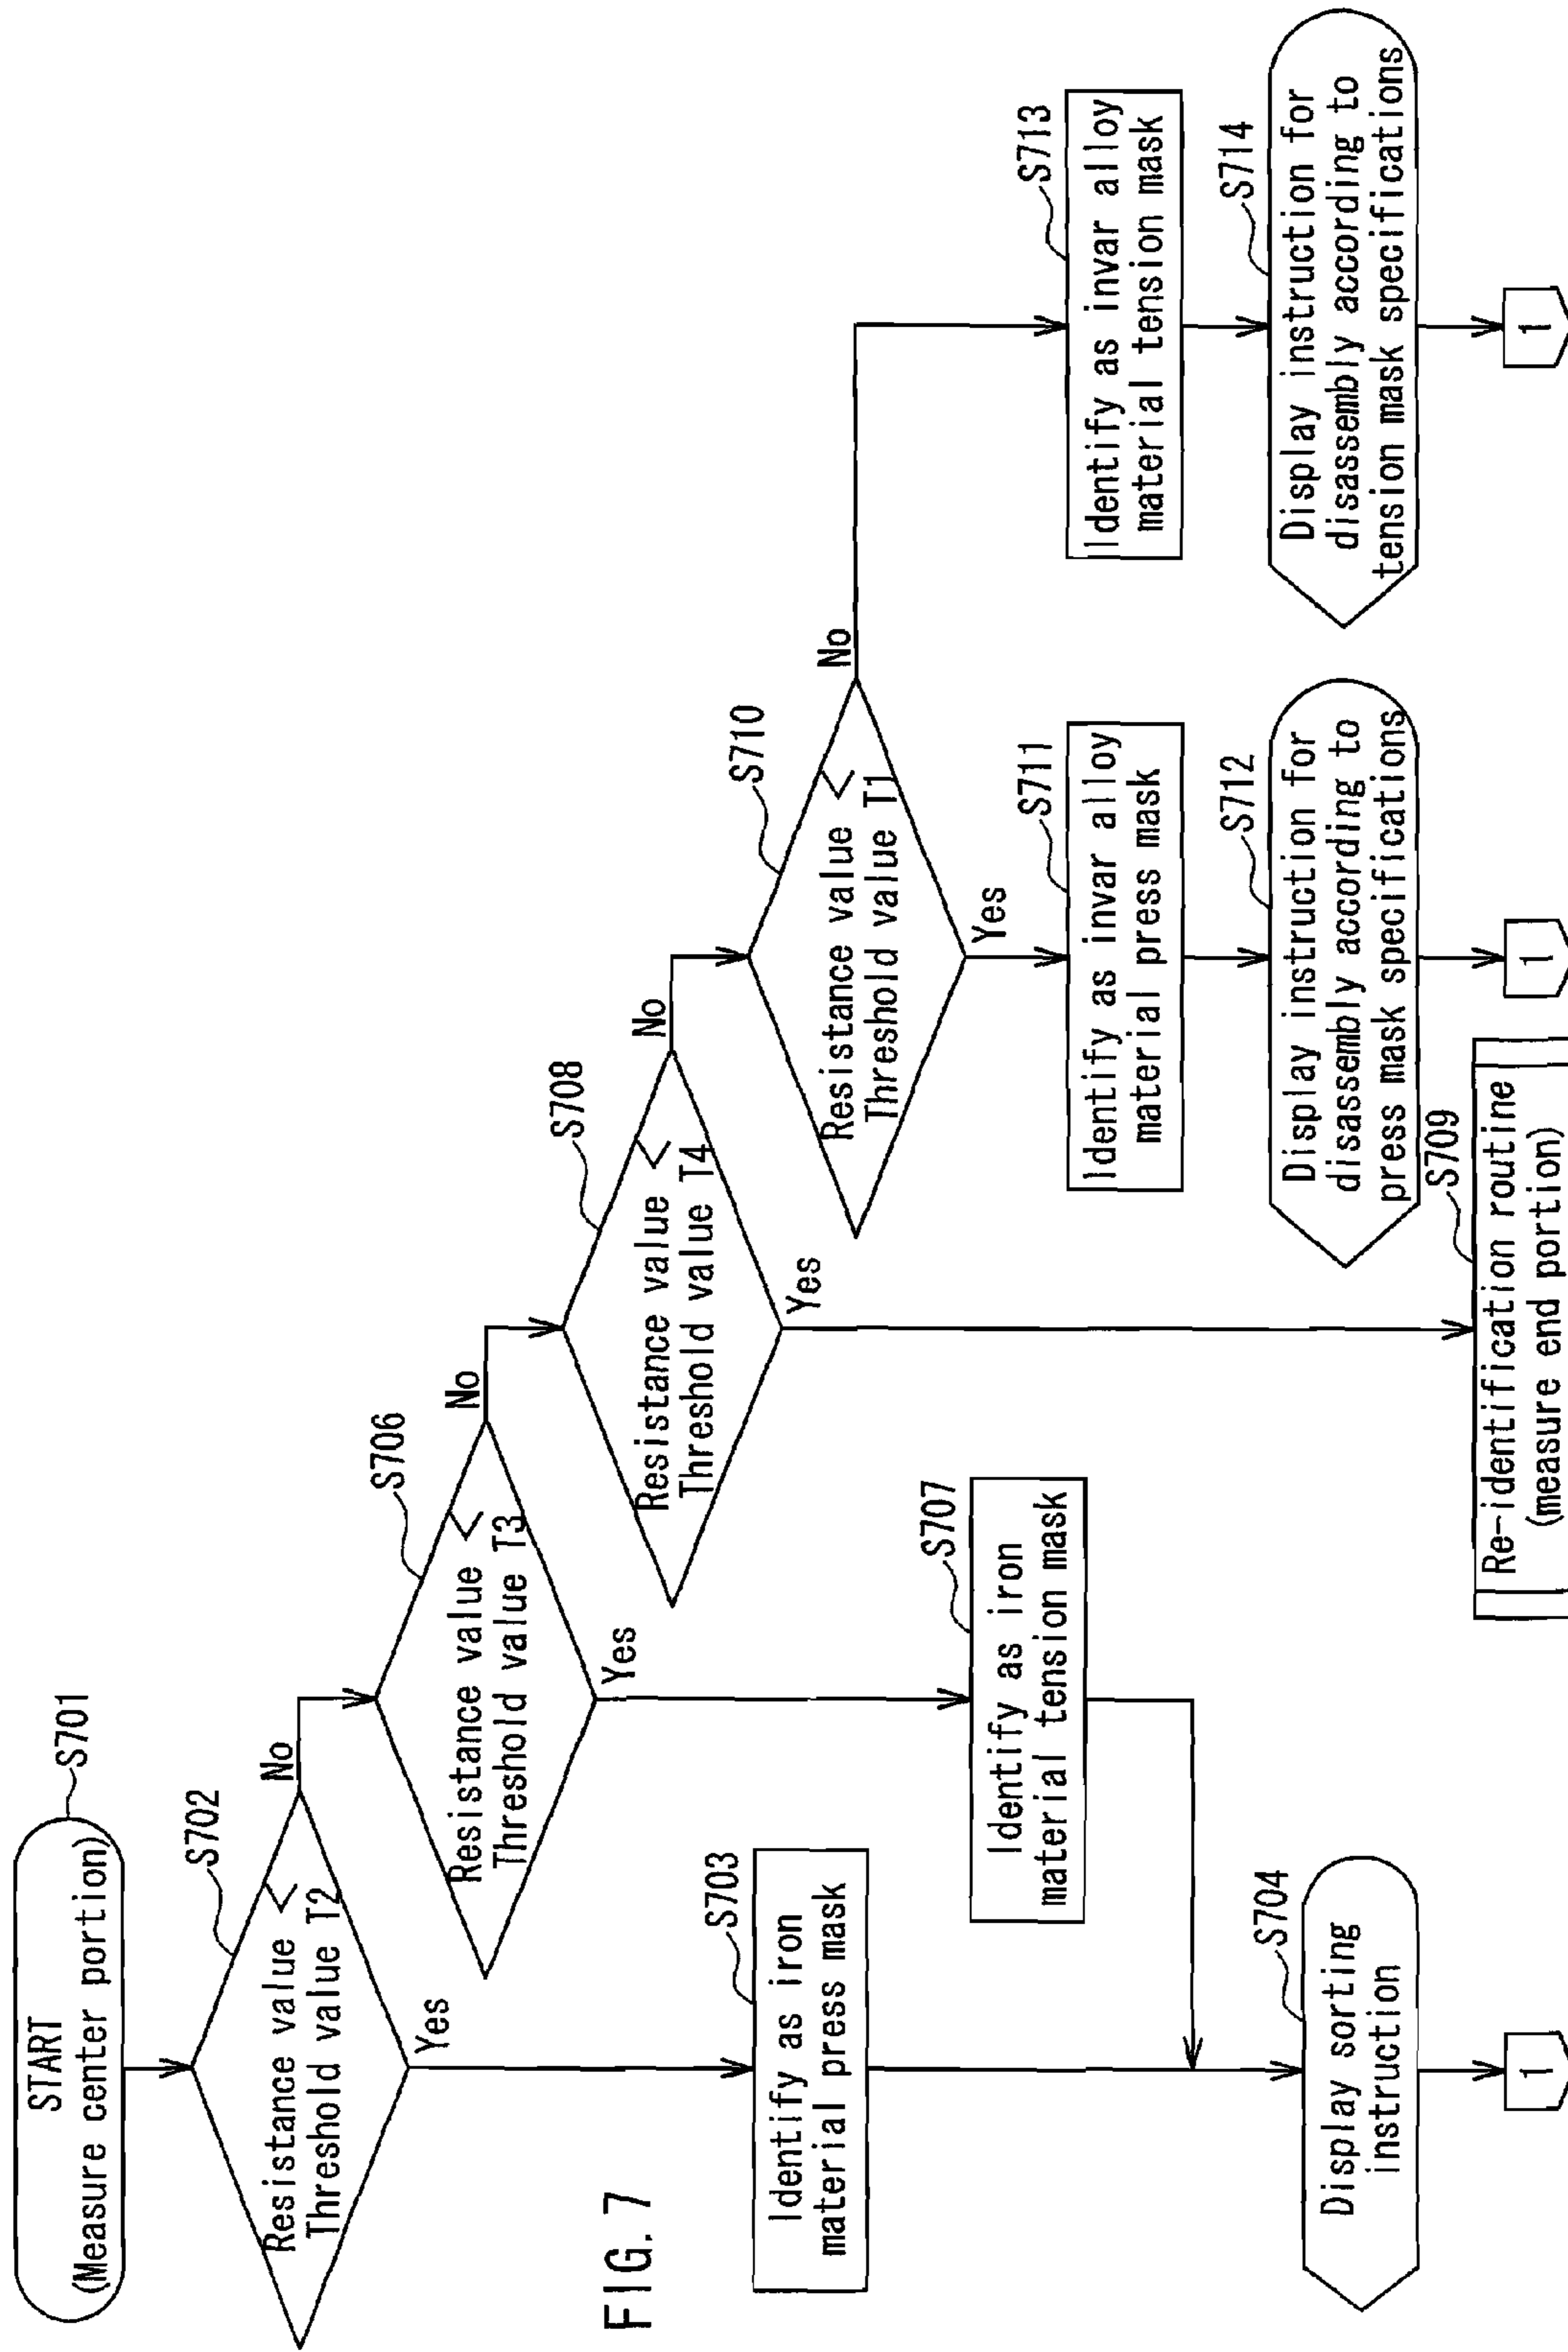 START
(Measure center portion)
S701
S702
Resistance value <
Threshold value T2
No
Yes
S703
Identify as iron
material press mask
S704
Display sorting
instruction
1
S706
Resistance value <
Threshold value T3
No
Yes
S707
Identify as iron
material tension mask
S708
Resistance value <
Threshold value T4
No
Yes
S709
Re-identification routine
(measure end portion)
S710
Resistance value <
Threshold value T1
No
Yes
S711
Identify as invar alloy
material press mask
S712
Display instruction for
disassembly according to
press mask specifications
1
S713
Identify as invar alloy
material tension mask
S714
Display instruction for
disassembly according to
tension mask specifications
1
FIG. 7